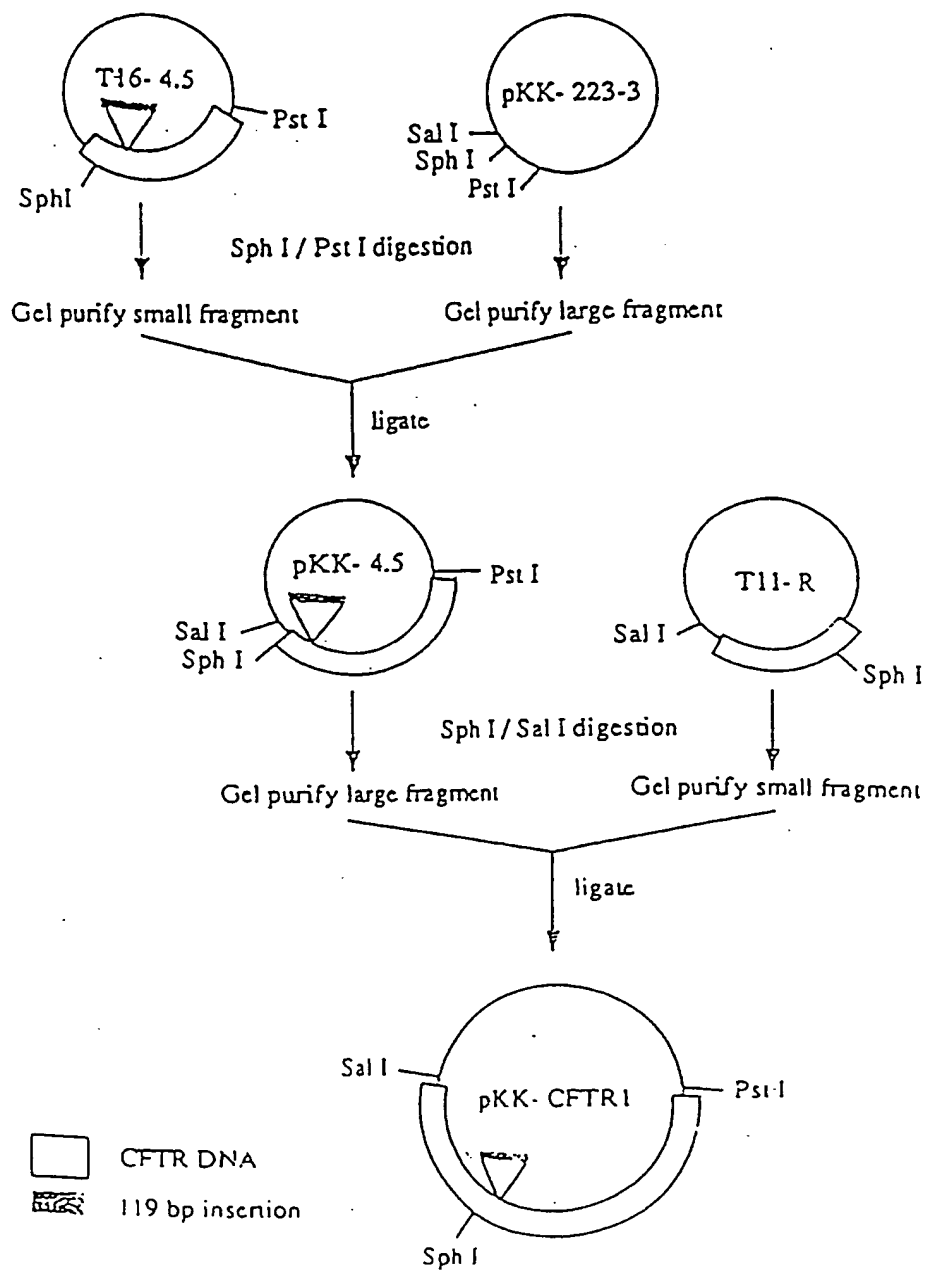 T16-4.5
pKK-223-3
Pst I
Sal I
Sph I
Pst I
SphI
Sph I / Pst I digestion
Gel purify small fragment
Gel purify large fragment
ligate
pKK-4.5
Pst I
T11-R
Sal I
Sph I
Sal I
Sph I
Sph I / Sal I digestion
Gel purify large fragment
Gel purify small fragment
ligate
Sal I
Pst I
pKK-CFTR1
CFTR DNA
119 bp insertion
Sph I